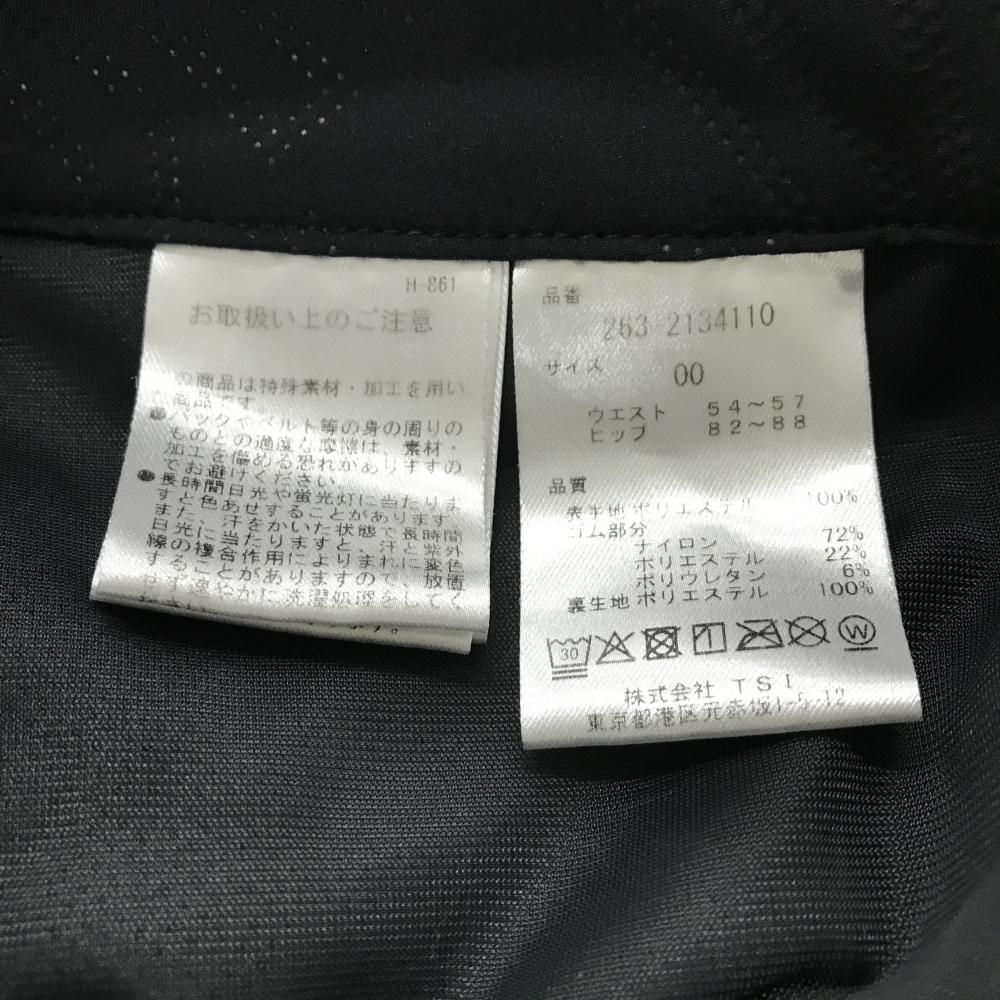 H-861
お取扱い上のご注意
の商品は特殊素材・加工を用い
商品です。
●バックやベルト等の身の周りの
ものとの過度な摩擦は、素材・
加工を傷める恐れがありますの
でお避けください。
●長時間日光や蛍光灯に当たりま
すと色あせすることがあります。
また、汗をかいた状態で長時間
日光に当たりますと、汗と紫外
線の複合作用により、まれに変色
することがありますので、放置
せず速やかに洗濯処理をしてく
品番
263-2134110
サイズ
00
ウエスト 54～57
ヒップ 82～88
品質
表生地 ポリエステル 100%
ゴム部分
ナイロン 72%
ポリエステル 22%
ポリウレタン 6%
裏生地 ポリエステル 100%
30 W
株式会社 TSI
東京都港区元赤坂1-5-12